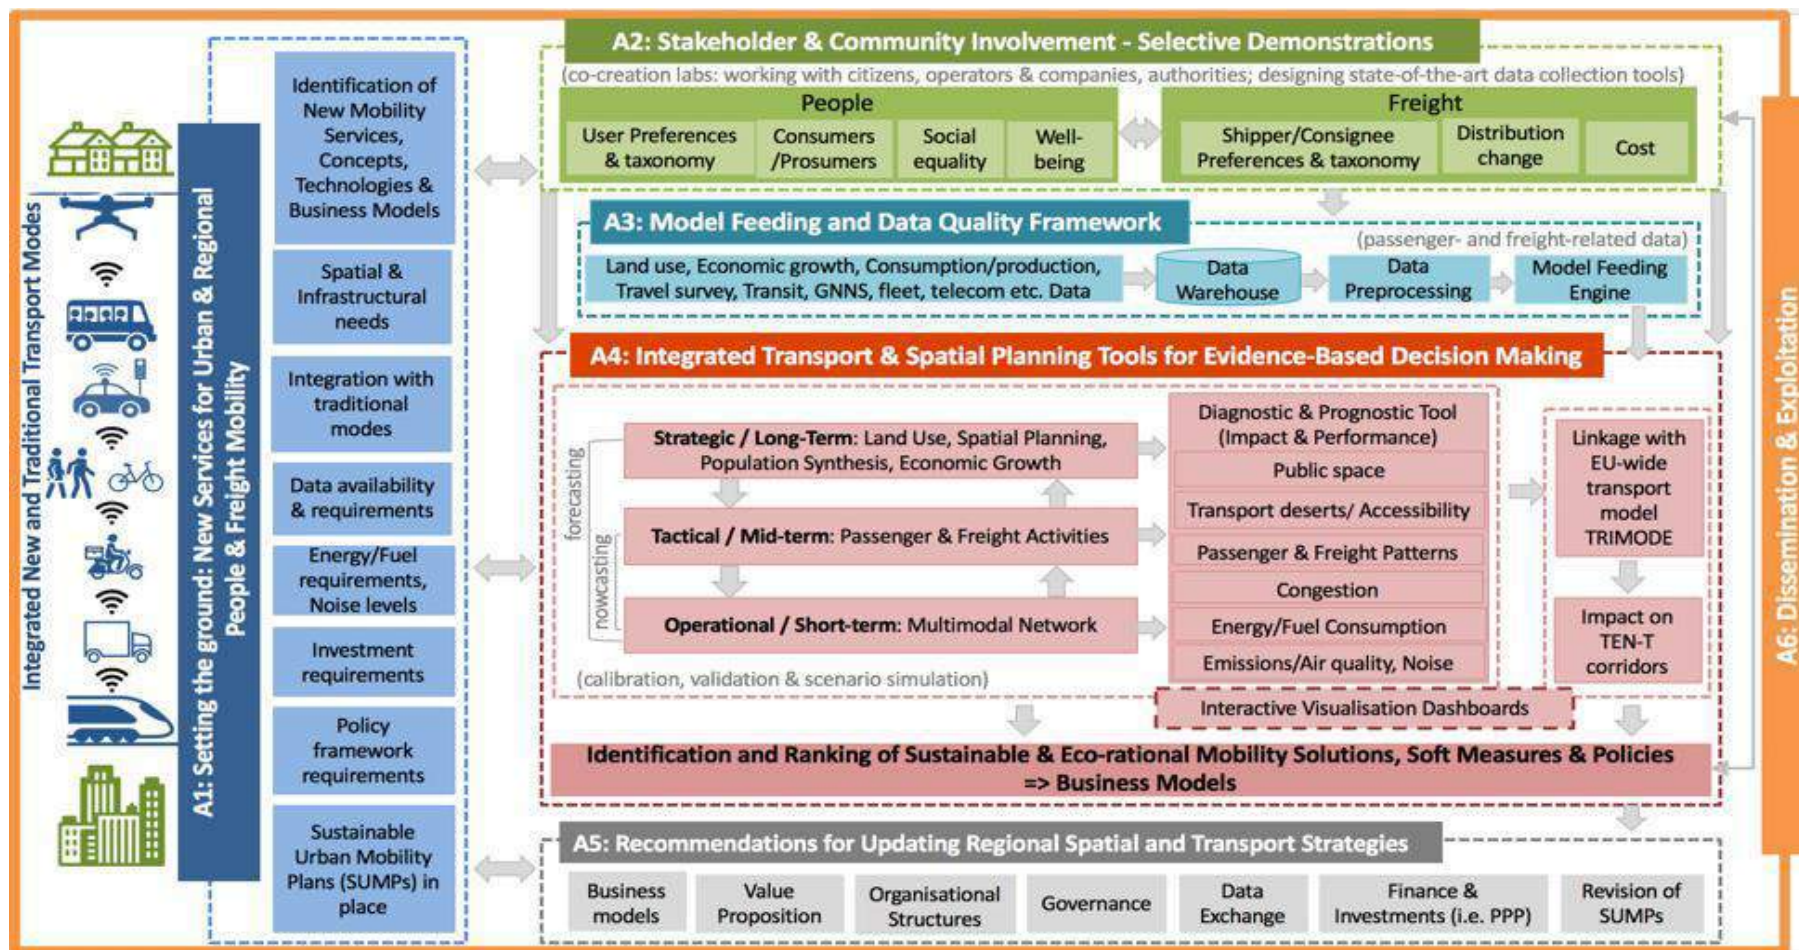 Integrated New and Traditional Transport Modes
A1: Setting the ground: New Services for Urban & Regional
People & Freight Mobility
Identification of
New Mobility
Services,
Concepts,
Technologies &
Business Models
Spatial &
Infrastructural
needs
Integration with
traditional
modes
Data availability
& requirements
Energy/Fuel
requirements,
Noise levels
Investment
requirements
Policy
framework
requirements
Sustainable
Urban Mobility
Plans (SUMPs) in
place
A2: Stakeholder & Community Involvement - Selective Demonstrations
(co-creation labs: working with citizens, operators & companies, authorities; designing state-of-the-art data collection tools)
People
User Preferences
& taxonomy
Consumers
/Prosumers
Social
equality
Well-
being
Freight
Shipper/Consignee
Preferences & taxonomy
Distribution
change
Cost
A3: Model Feeding and Data Quality Framework
(passenger- and freight-related data)
Land use, Economic growth, Consumption/production,
Travel survey, Transit, GNNS, fleet, telecom etc. Data
Data
Warehouse
Data
Preprocessing
Model Feeding
Engine
A4: Integrated Transport & Spatial Planning Tools for Evidence-Based Decision Making
forecasting
nowcasting
Strategic / Long-Term: Land Use, Spatial Planning,
Population Synthesis, Economic Growth
Tactical / Mid-term: Passenger & Freight Activities
Operational / Short-term: Multimodal Network
(calibration, validation & scenario simulation)
Diagnostic & Prognostic Tool
(Impact & Performance)
Public space
Transport deserts/ Accessibility
Passenger & Freight Patterns
Congestion
Energy/Fuel Consumption
Emissions/Air quality, Noise
Linkage with
EU-wide
transport
model
TRIMODE
Impact on
TEN-T
corridors
Interactive Visualisation Dashboards
Identification and Ranking of Sustainable & Eco-rational Mobility Solutions, Soft Measures & Policies
=> Business Models
A5: Recommendations for Updating Regional Spatial and Transport Strategies
Business
models
Value
Proposition
Organisational
Structures
Governance
Data
Exchange
Finance &
Investments (i.e. PPP)
Revision of
SUMPs
A6: Dissemination & Exploitation